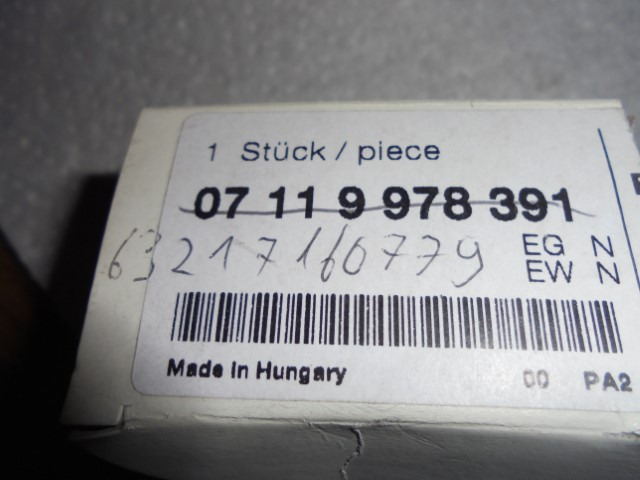 1 Stück / piece
07 11 9 978 391
63217160779
EG N
EW N
Made in Hungary
00 PA2